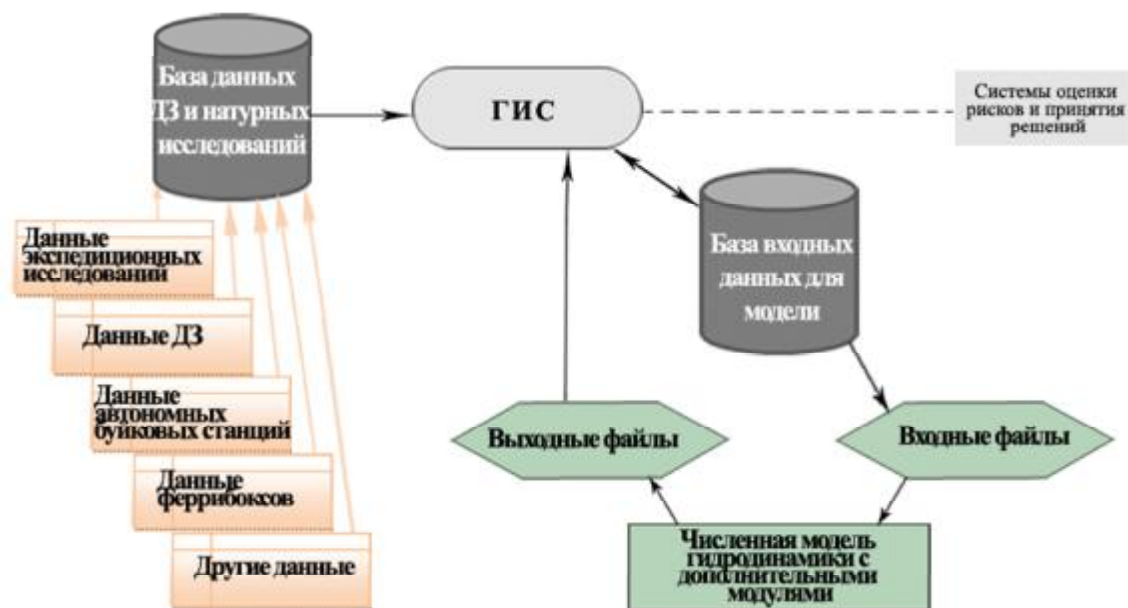 База данных
ДЗ и натурных
исследований
ГИС
Системы оценки
рисков и принятия
решений
База входных
данных для
модели
Данные
экспедиционных
исследований
Данные ДЗ
Данные
автономных
буйковых станций
Данные
феррибоксов
Другие данные
Выходные файлы
Входные файлы
Численная модель
гидродинамики с
дополнительными
модулями